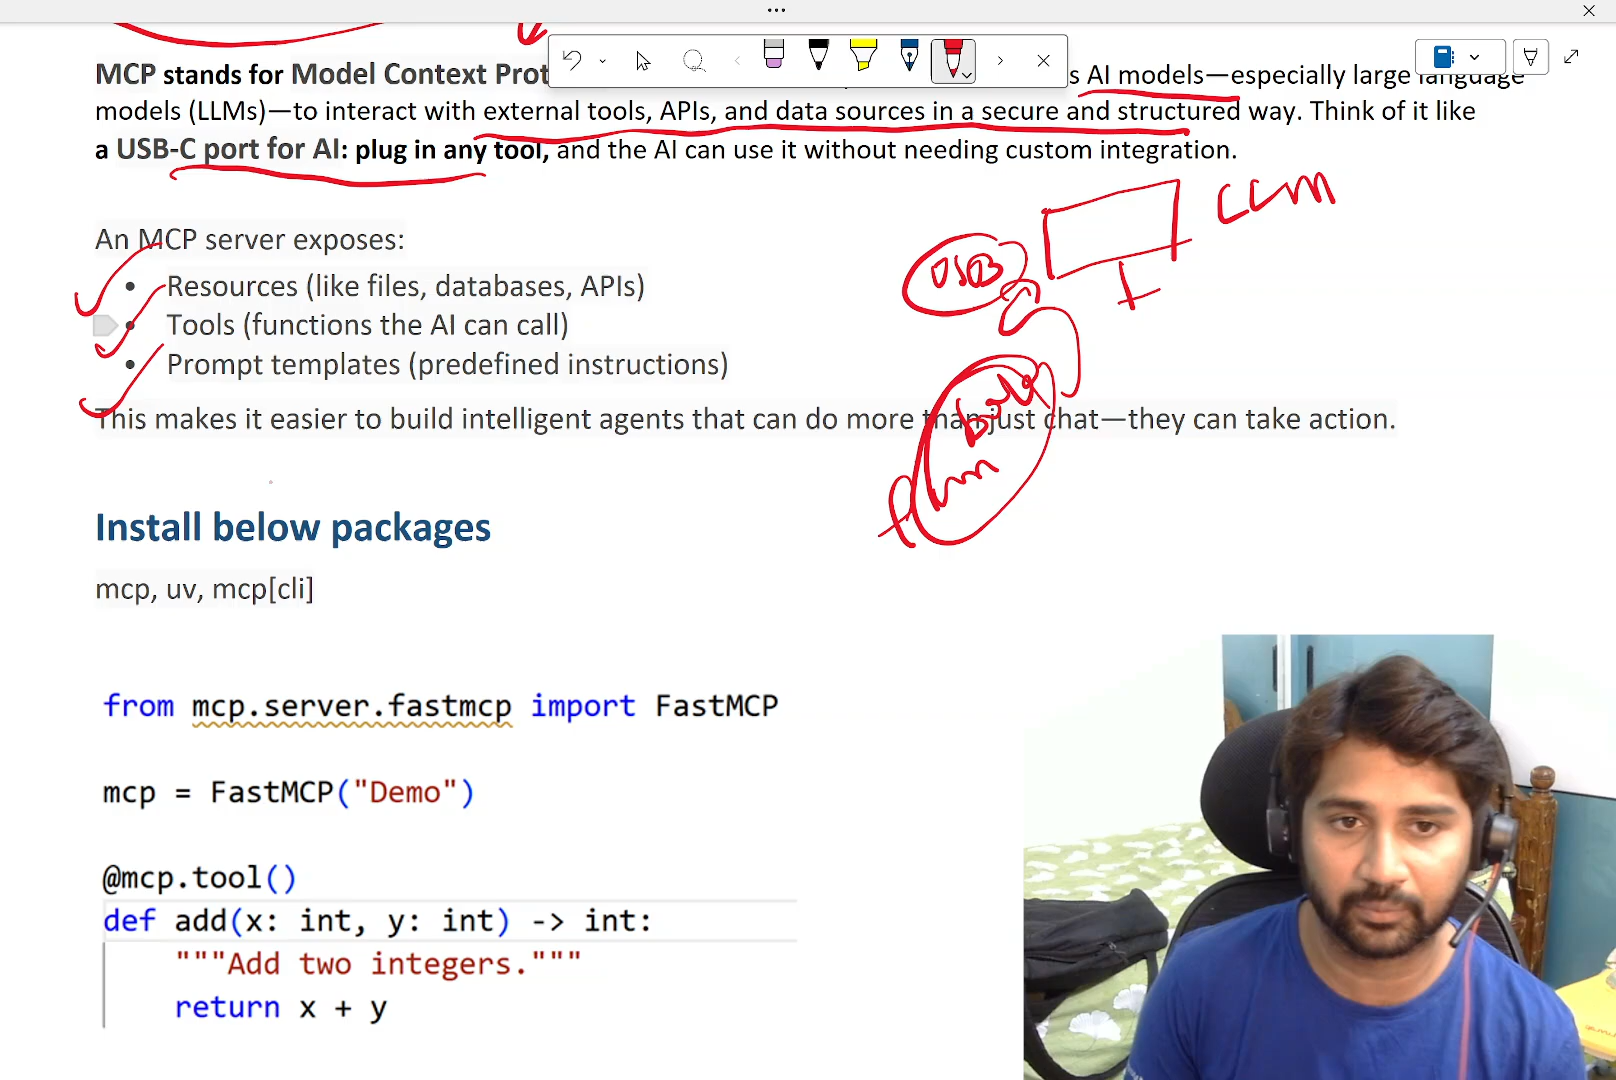 MCP stands for Model Context Prot s AI models—especially large language
models (LLMs)—to interact with external tools, APIs, and data sources in a secure and structured way. Think of it like
a USB-C port for AI: plug in any tool, and the AI can use it without needing custom integration.
LLM
An MCP server exposes:
USB
• Resources (like files, databases, APIs)
• Tools (functions the AI can call)
• Prompt templates (predefined instructions)
This makes it easier to build intelligent agents that can do more than just chat—they can take action.
Install below packages
mcp, uv, mcp[cli]
from mcp.server.fastmcp import FastMCP
mcp = FastMCP("Demo")
@mcp.tool()
def add(x: int, y: int) -> int:
"""Add two integers."""
return x + y